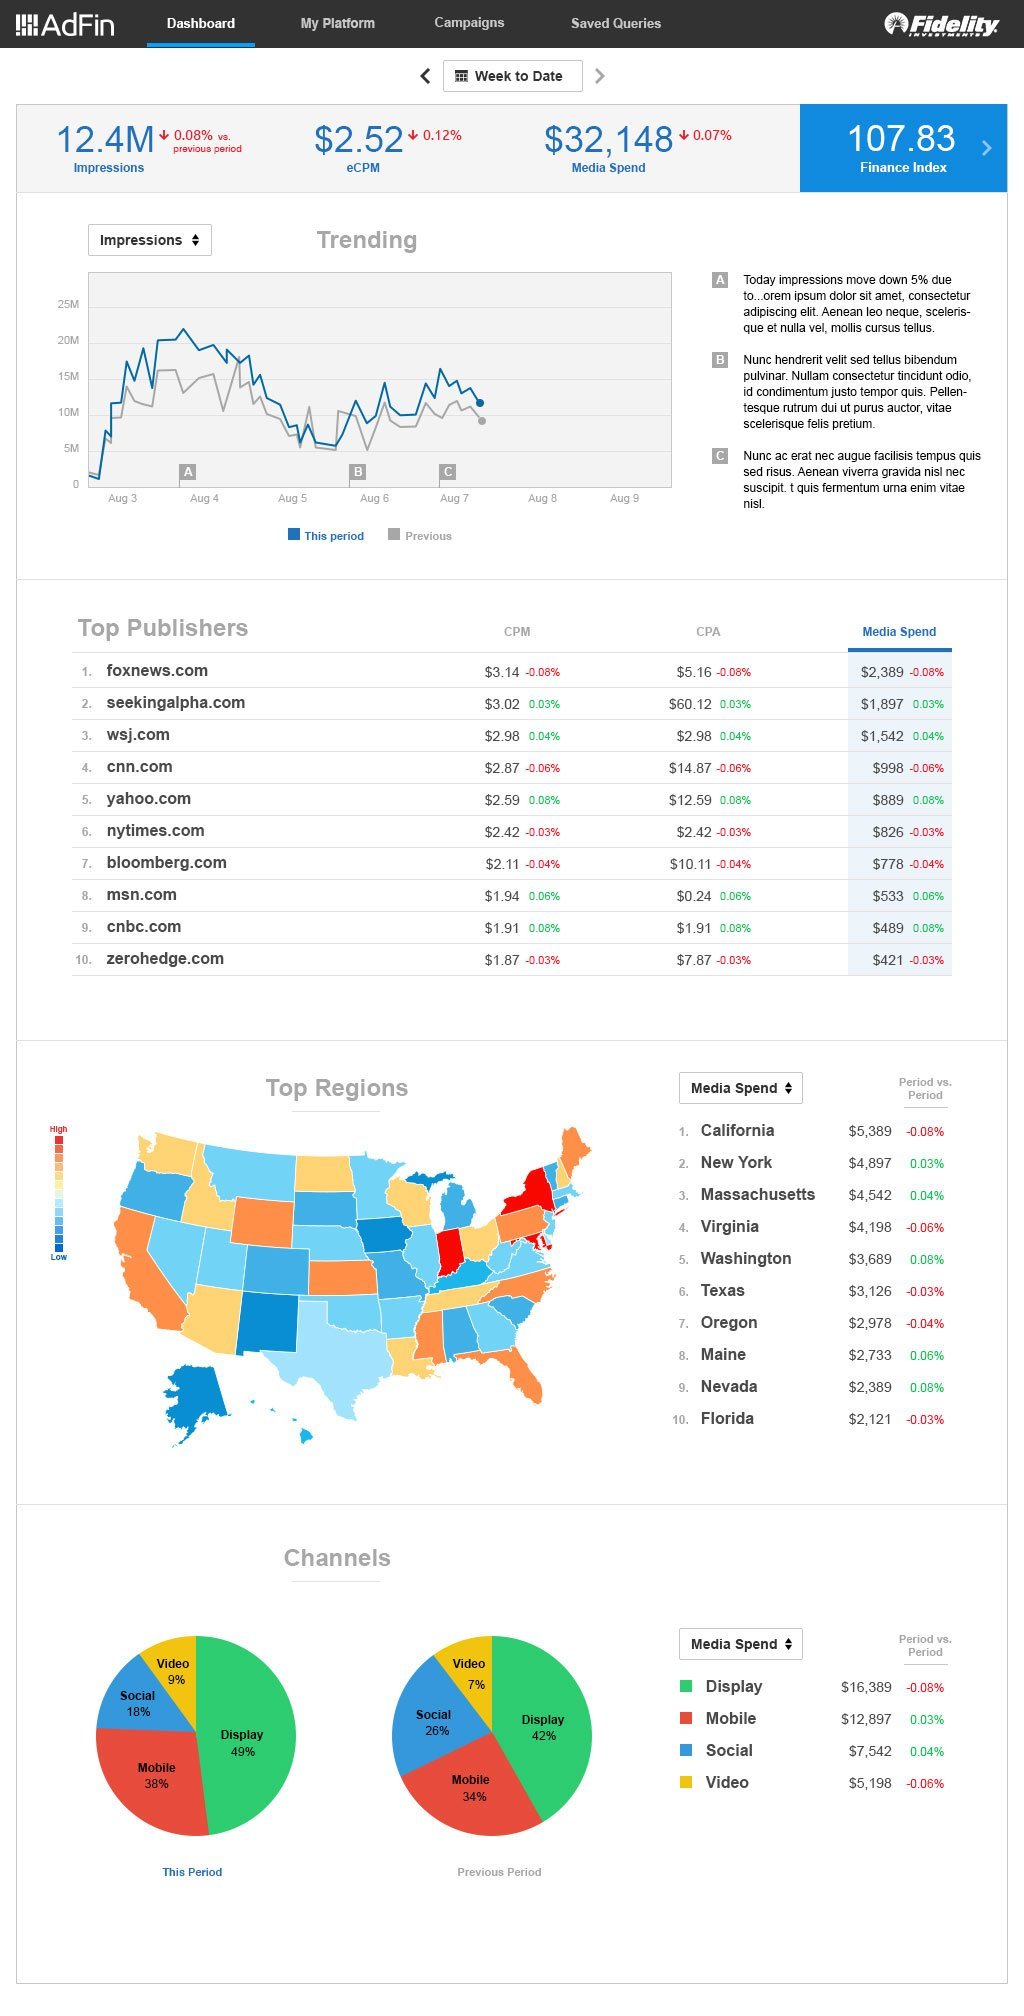 AdFin
Dashboard My Platform Campaigns Saved Queries
Fidelity
INVESTMENTS
Week to Date
12.4M 0.08% vs.
previous period
Impressions
$2.52 0.12%
eCPM
$32,148 0.07%
Media Spend
107.83
Finance Index
Impressions
Trending
25M
20M
15M
10M
5M
0
A B C
Aug 3 Aug 4 Aug 5 Aug 6 Aug 7 Aug 8 Aug 9
This period Previous
A Today impressions move down 5% due
to...orem ipsum dolor sit amet, consectetur
adipiscing elit. Aenean leo neque, sceleris-
que et nulla vel, mollis cursus tellus.
B Nunc hendrerit velit sed tellus bibendum
pulvinar. Nullam consectetur tincidunt odio,
id condimentum justo tempor quis. Pellen-
tesque rutrum dui ut purus auctor, vitae
scelerisque felis pretium.
C Nunc ac erat nec augue facilisis tempus quis
sed risus. Aenean viverra gravida nisl nec
suscipit. t quis fermentum urna enim vitae
nisl.
Top Publishers CPM CPA Media Spend
1. foxnews.com $3.14 -0.08% $5.16 -0.08% $2,389 -0.08%
2. seekingalpha.com $3.02 0.03% $60.12 0.03% $1,897 0.03%
3. wsj.com $2.98 0.04% $2.98 0.04% $1,542 0.04%
4. cnn.com $2.87 -0.06% $14.87 -0.06% $998 -0.06%
5. yahoo.com $2.59 0.08% $12.59 0.08% $889 0.08%
6. nytimes.com $2.42 -0.03% $2.42 -0.03% $826 -0.03%
7. bloomberg.com $2.11 -0.04% $10.11 -0.04% $778 -0.04%
8. msn.com $1.94 0.06% $0.24 0.06% $533 0.06%
9. cnbc.com $1.91 0.08% $1.91 0.08% $489 0.08%
10. zerohedge.com $1.87 -0.03% $7.87 -0.03% $421 -0.03%
Top Regions
High
Low
Media Spend
Period vs.
Period
1. California $5,389 -0.08%
2. New York $4,897 0.03%
3. Massachusetts $4,542 0.04%
4. Virginia $4,198 -0.06%
5. Washington $3,689 0.08%
6. Texas $3,126 -0.03%
7. Oregon $2,978 -0.04%
8. Maine $2,733 0.06%
9. Nevada $2,389 0.08%
10. Florida $2,121 -0.03%
Channels
Video
9%
Social
18%
Display
49%
Mobile
38%
This Period
Video
7%
Social
26%
Display
42%
Mobile
34%
Previous Period
Media Spend
Period vs.
Period
Display $16,389 -0.08%
Mobile $12,897 0.03%
Social $7,542 0.04%
Video $5,198 -0.06%